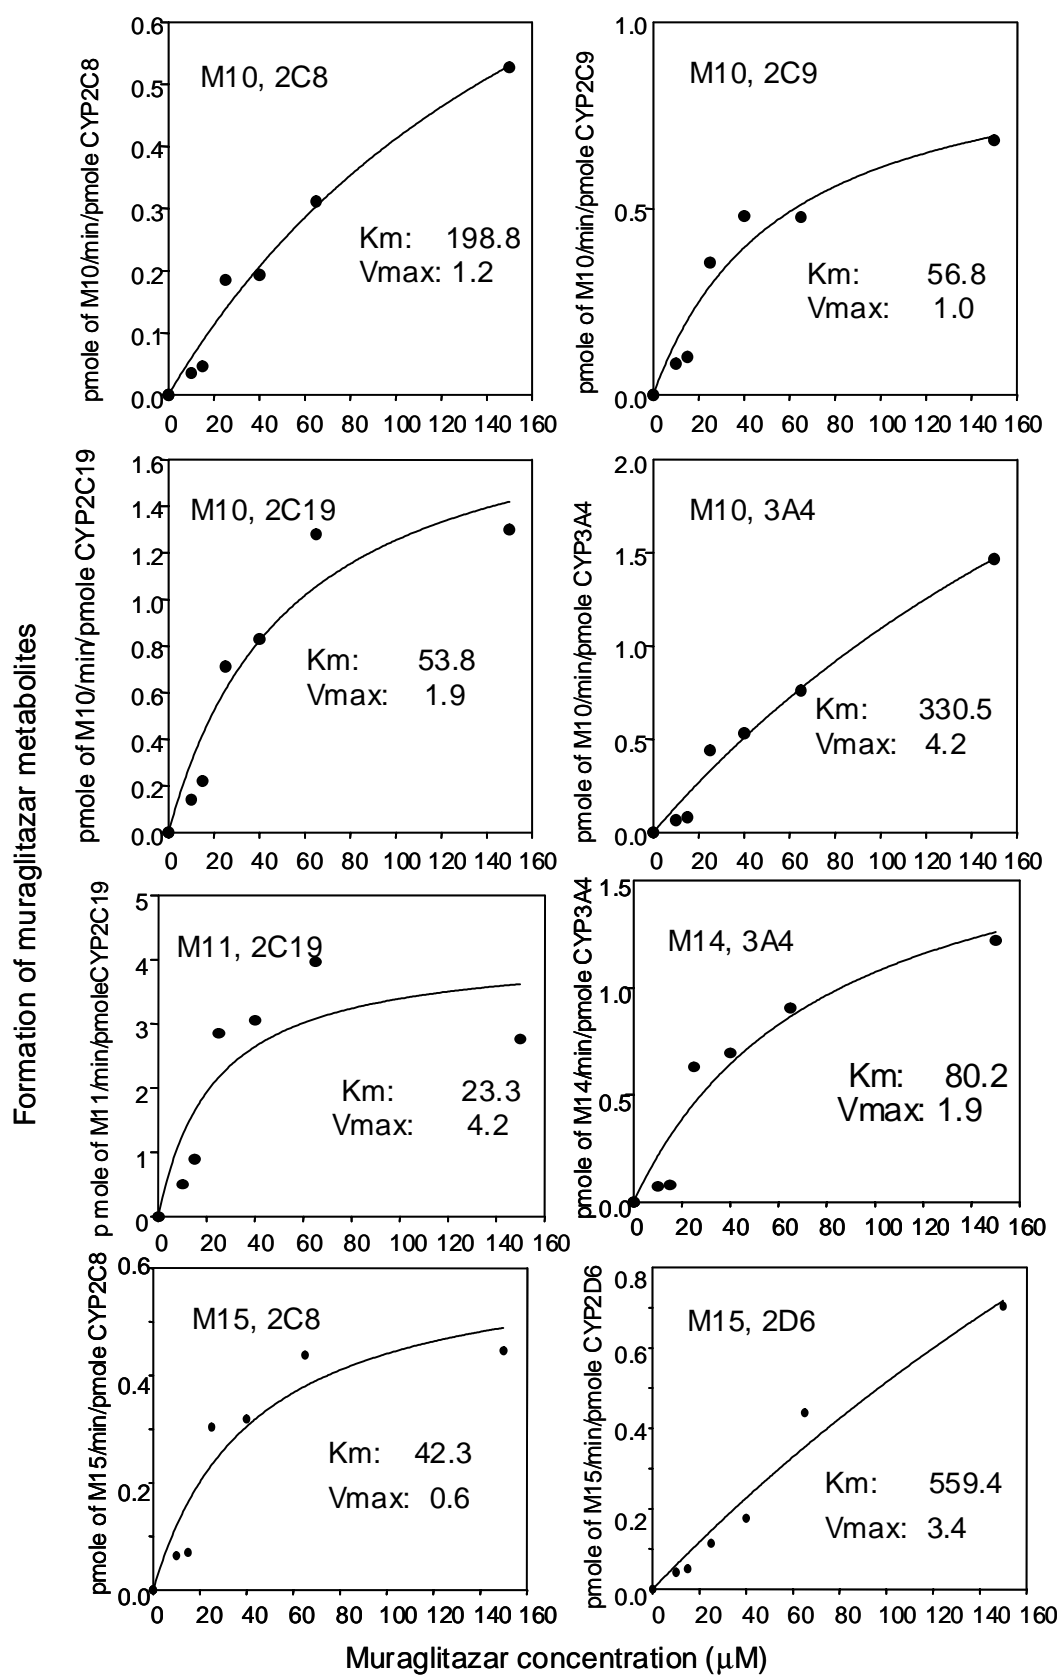 Formation of muraglitazar metabolites
pmole of M10/min/pmole CYP2C8
0.6
0.5
0.4
0.3
0.2
0.1
0.0
M10, 2C8
Km: 198.8
Vmax: 1.2
0 20 40 60 80 100 120 140 160
pmole of M10/min/pmole CYP2C9
1.0
0.5
0.0
M10, 2C9
Km: 56.8
Vmax: 1.0
0 20 40 60 80 100 120 140 160
pmole of M10/min/pmole CYP2C19
1.6
1.4
1.2
1.0
0.8
0.6
0.4
0.2
0.0
M10, 2C19
Km: 53.8
Vmax: 1.9
0 20 40 60 80 100 120 140 160
pmole of M10/min/pmole CYP3A4
2.0
1.5
1.0
0.5
0.0
M10, 3A4
Km: 330.5
Vmax: 4.2
0 20 40 60 80 100 120 140 160
p mole of M11/min/pmoleCYP2C19
5
4
3
2
1
0
M11, 2C19
Km: 23.3
Vmax: 4.2
0 20 40 60 80 100 120 140 160
pmole of M14/min/pmole CYP3A4
1.5
1.0
0.5
0.0
M14, 3A4
Km: 80.2
Vmax: 1.9
0 20 40 60 80 100 120 140 160
pmole of M15/min/pmole CYP2C8
0.6
0.4
0.2
0.0
M15, 2C8
Km: 42.3
Vmax: 0.6
0 20 40 60 80 100 120 140 160
pmole of M15/min/pmole CYP2D6
0.8
0.6
0.4
0.2
0.0
M15, 2D6
Km: 559.4
Vmax: 3.4
0 20 40 60 80 100 120 140 160
Muraglitazar concentration (μM)